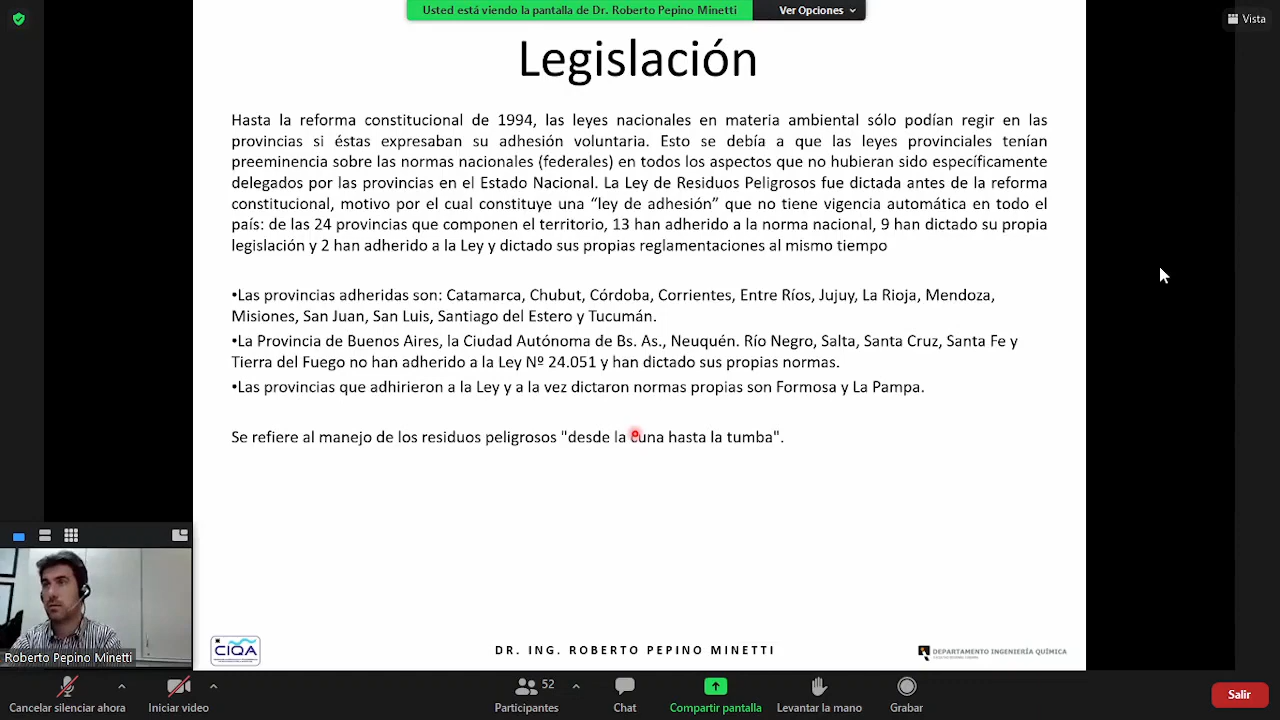 Usted está viendo la pantalla de Dr. Roberto Pepino Minetti
Ver Opciones
Vista
Legislación
Hasta la reforma constitucional de 1994, las leyes nacionales en materia ambiental sólo podían regir en las
provincias si éstas expresaban su adhesión voluntaria. Esto se debía a que las leyes provinciales tenían
preeminencia sobre las normas nacionales (federales) en todos los aspectos que no hubieran sido específicamente
delegados por las provincias en el Estado Nacional. La Ley de Residuos Peligrosos fue dictada antes de la reforma
constitucional, motivo por el cual constituye una “ley de adhesión” que no tiene vigencia automática en todo el
país: de las 24 provincias que componen el territorio, 13 han adherido a la norma nacional, 9 han dictado su propia
legislación y 2 han adherido a la Ley y dictado sus propias reglamentaciones al mismo tiempo
•Las provincias adheridas son: Catamarca, Chubut, Córdoba, Corrientes, Entre Ríos, Jujuy, La Rioja, Mendoza,
Misiones, San Juan, San Luis, Santiago del Estero y Tucumán.
•La Provincia de Buenos Aires, la Ciudad Autónoma de Bs. As., Neuquén. Río Negro, Salta, Santa Cruz, Santa Fe y
Tierra del Fuego no han adherido a la Ley Nº 24.051 y han dictado sus propias normas.
•Las provincias que adhirieron a la Ley y a la vez dictaron normas propias son Formosa y La Pampa.
Se refiere al manejo de los residuos peligrosos "desde la cuna hasta la tumba".
Roberto Pepino Minetti
CIQA
DR. ING. ROBERTO PEPINO MINETTI
DEPARTAMENTO INGENIERÍA QUÍMICA
Cancelar silenciar ahora
Iniciar video
52
Participantes
Chat
Compartir pantalla
Levantar la mano
Grabar
Salir